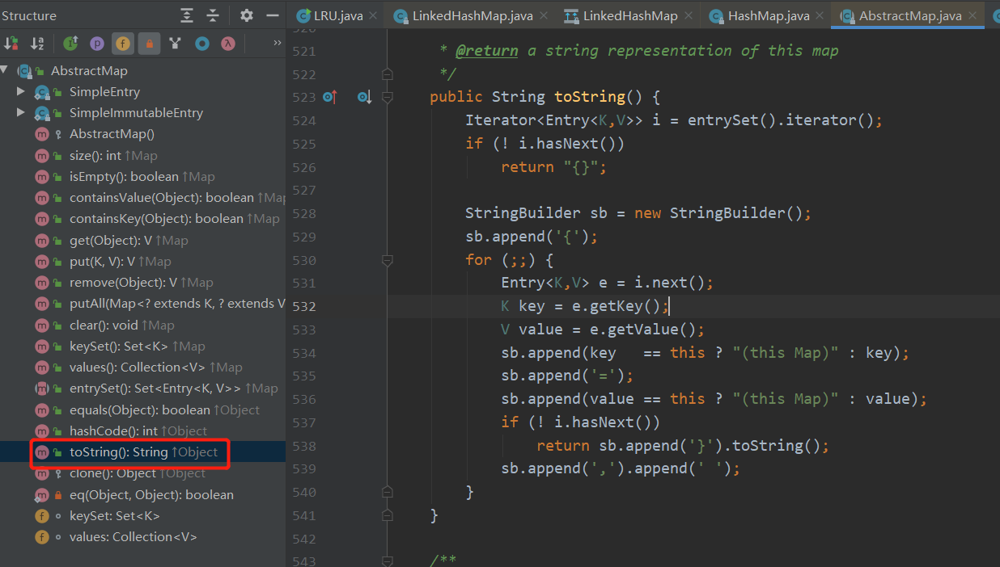 Structure
LRU.java
LinkedHashMap.java
LinkedHashMap
HashMap.java
AbstractMap.java
AbstractMap
SimpleEntry
SimpleImmutableEntry
AbstractMap()
size(): int ↑Map
isEmpty(): boolean ↑Map
containsValue(Object): boolean ↑Map
containsKey(Object): boolean ↑Map
get(Object): V ↑Map
put(K, V): V ↑Map
remove(Object): V ↑Map
putAll(Map<? extends K, ? extends V
clear(): void ↑Map
keySet(): Set<K> ↑Map
values(): Collection<V> ↑Map
entrySet(): Set<Entry<K, V>> ↑Map
equals(Object): boolean ↑Object
hashCode(): int ↑Object
toString(): String ↑Object
clone(): Object ↑Object
eq(Object, Object): boolean
keySet: Set<K>
values: Collection<V>
520
521 * @return a string representation of this map
522 */
523 public String toString() {
524 Iterator<Entry<K,V>> i = entrySet().iterator();
525 if (! i.hasNext())
526 return "{}";
527
528 StringBuilder sb = new StringBuilder();
529 sb.append('{');
530 for (;;) {
531 Entry<K,V> e = i.next();
532 K key = e.getKey();
533 V value = e.getValue();
534 sb.append(key   == this ? "(this Map)" : key);
535 sb.append('=');
536 sb.append(value == this ? "(this Map)" : value);
537 if (! i.hasNext())
538 return sb.append('}').toString();
539 sb.append(',').append(' ');
540 }
541 }
542
543 /**